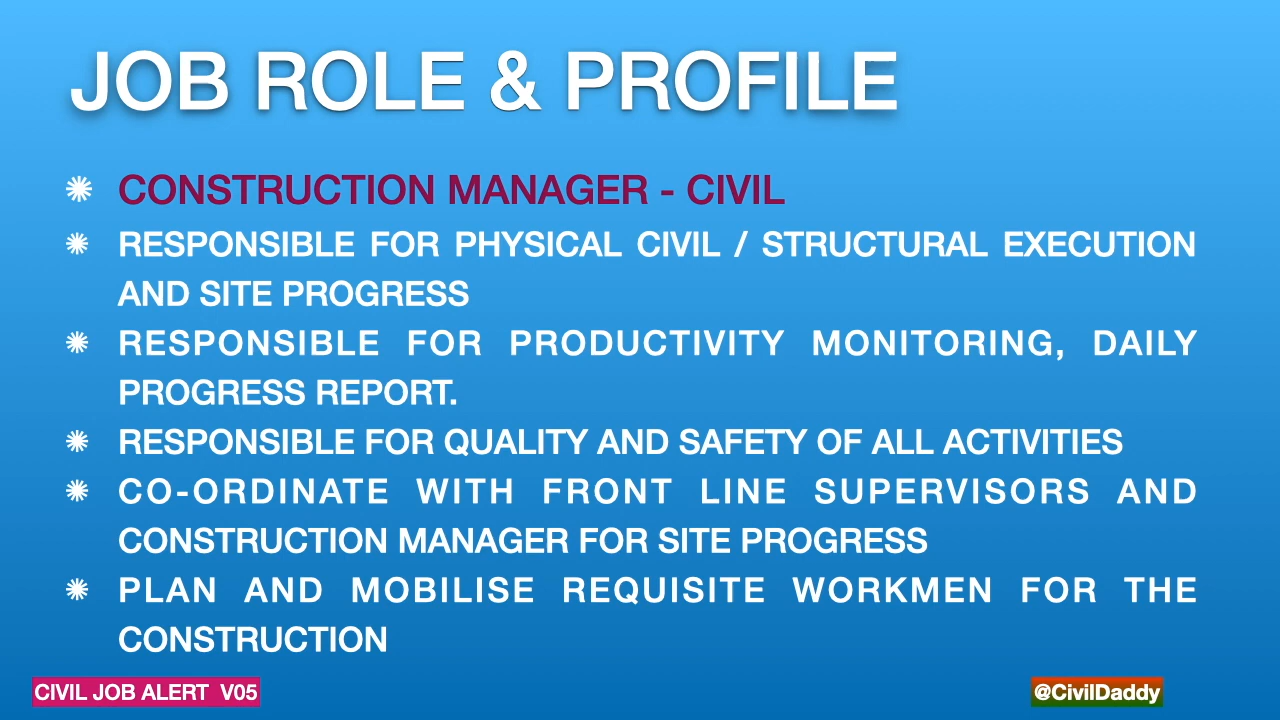 JOB ROLE & PROFILE
CONSTRUCTION MANAGER - CIVIL
RESPONSIBLE FOR PHYSICAL CIVIL / STRUCTURAL EXECUTION
AND SITE PROGRESS
RESPONSIBLE FOR PRODUCTIVITY MONITORING, DAILY
PROGRESS REPORT.
RESPONSIBLE FOR QUALITY AND SAFETY OF ALL ACTIVITIES
CO-ORDINATE WITH FRONT LINE SUPERVISORS AND
CONSTRUCTION MANAGER FOR SITE PROGRESS
PLAN AND MOBILISE REQUISITE WORKMEN FOR THE
CONSTRUCTION
CIVIL JOB ALERT V05
@CivilDaddy